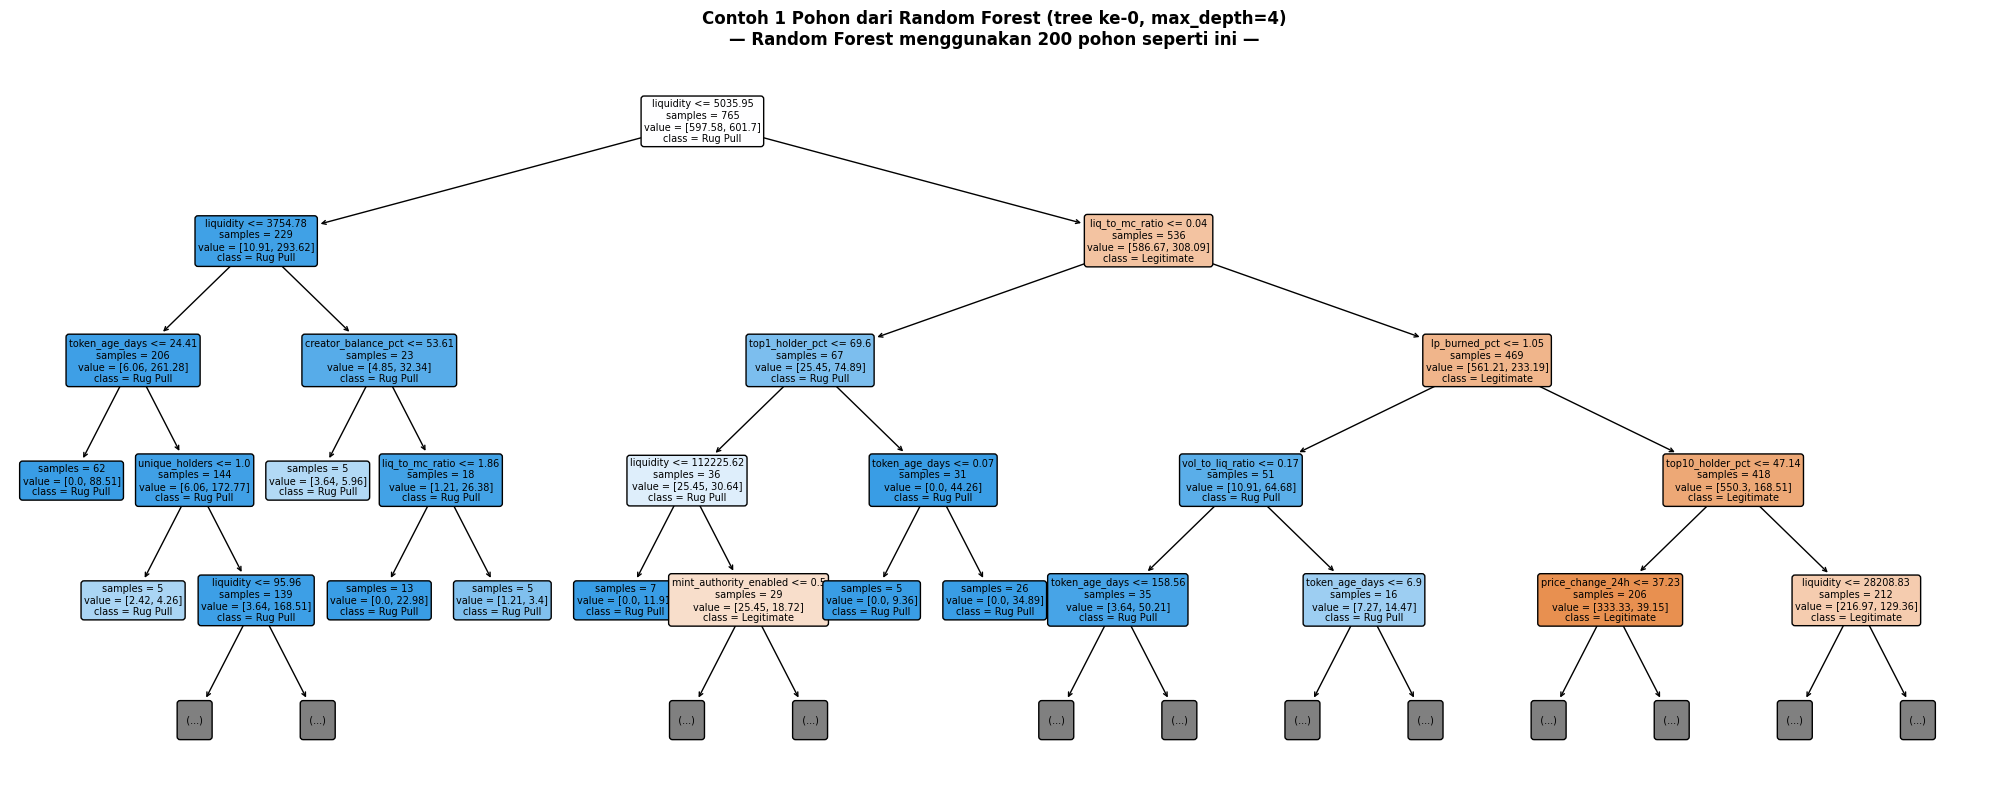 Contoh 1 Pohon dari Random Forest (tree ke-0, max_depth=4)
— Random Forest menggunakan 200 pohon seperti ini —
liquidity <= 5035.95
samples = 765
value = [597.58, 601.7]
class = Rug Pull
liquidity <= 3754.78
samples = 229
value = [10.91, 293.62]
class = Rug Pull
liq_to_mc_ratio <= 0.04
samples = 536
value = [586.67, 308.09]
class = Legitimate
token_age_days <= 24.41
samples = 206
value = [6.06, 261.28]
class = Rug Pull
creator_balance_pct <= 53.61
samples = 23
value = [4.85, 32.34]
class = Rug Pull
top1_holder_pct <= 69.6
samples = 67
value = [25.45, 74.89]
class = Rug Pull
lp_burned_pct <= 1.05
samples = 469
value = [561.21, 233.19]
class = Legitimate
samples = 62
value = [0.0, 88.51]
class = Rug Pull
unique_holders <= 1.0
samples = 144
value = [6.06, 172.77]
class = Rug Pull
samples = 5
value = [3.64, 5.96]
class = Rug Pull
liq_to_mc_ratio <= 1.86
samples = 18
value = [1.21, 26.38]
class = Rug Pull
liquidity <= 112225.62
samples = 36
value = [25.45, 30.64]
class = Rug Pull
token_age_days <= 0.07
samples = 31
value = [0.0, 44.26]
class = Rug Pull
vol_to_liq_ratio <= 0.17
samples = 51
value = [10.91, 64.68]
class = Rug Pull
top10_holder_pct <= 47.14
samples = 418
value = [550.3, 168.51]
class = Legitimate
samples = 5
value = [2.42, 4.26]
class = Rug Pull
liquidity <= 95.96
samples = 139
value = [3.64, 168.51]
class = Rug Pull
samples = 13
value = [0.0, 22.98]
class = Rug Pull
samples = 5
value = [1.21, 3.4]
class = Rug Pull
samples = 7
value = [0.0, 11.91
class = Rug Pull
mint_authority_enabled <= 0.5
samples = 29
value = [25.45, 18.72]
class = Legitimate
samples = 5
value = [0.0, 9.36]
class = Rug Pull
samples = 26
value = [0.0, 34.89]
class = Rug Pull
token_age_days <= 158.56
samples = 35
value = [3.64, 50.21]
class = Rug Pull
token_age_days <= 6.9
samples = 16
value = [7.27, 14.47]
class = Rug Pull
price_change_24h <= 37.23
samples = 206
value = [333.33, 39.15]
class = Legitimate
liquidity <= 28208.83
samples = 212
value = [216.97, 129.36]
class = Legitimate
(...)
(...)
(...)
(...)
(...)
(...)
(...)
(...)
(...)
(...)
(...)
(...)